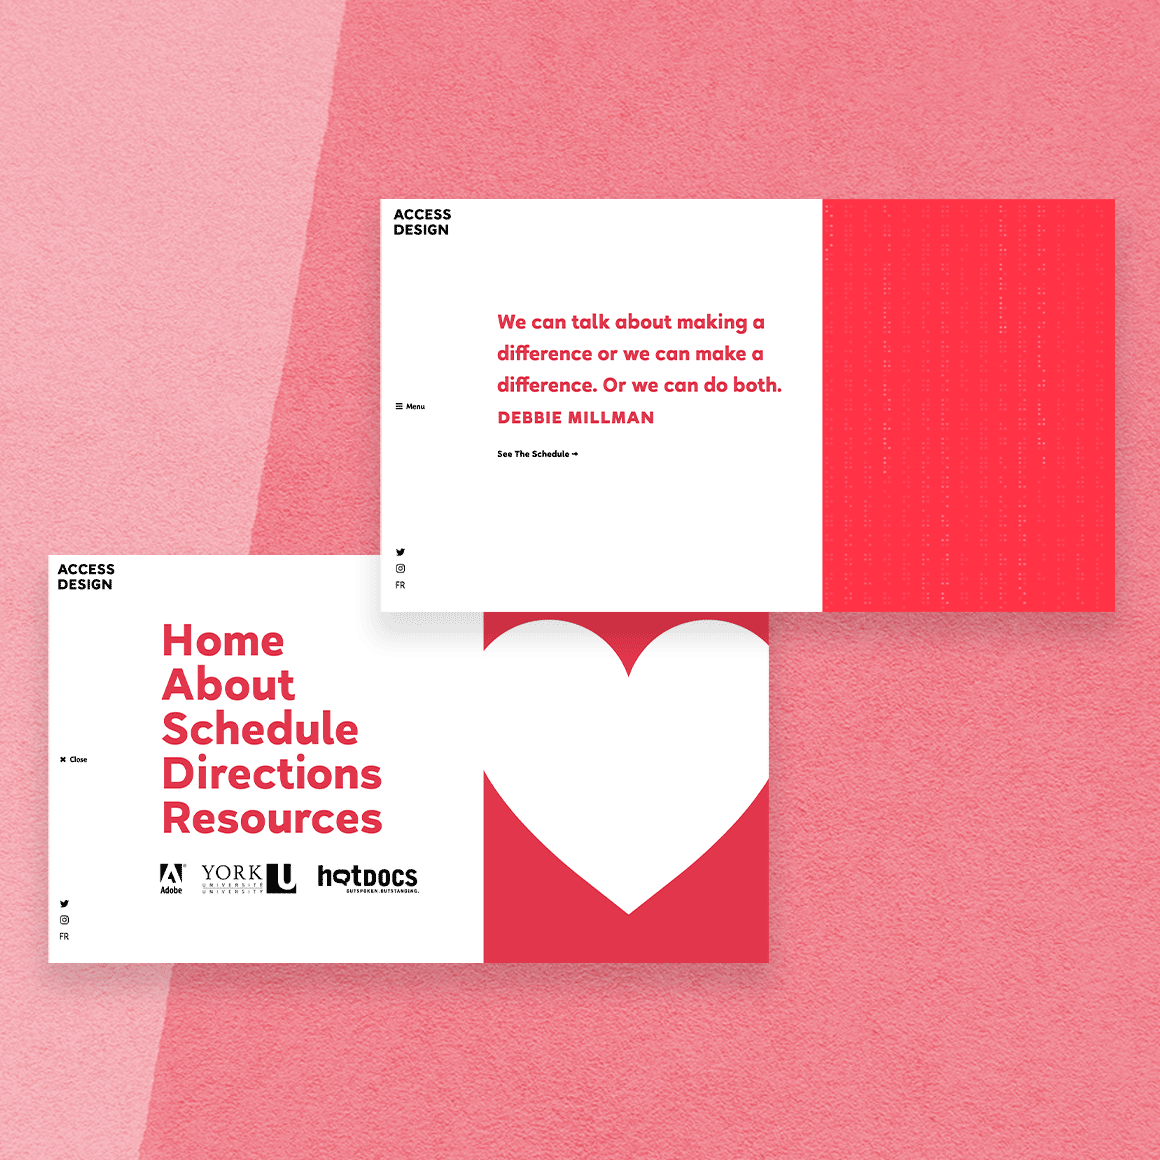 ACCESS
DESIGN
We can talk about making a
difference or we can make a
difference. Or we can do both.
DEBBIE MILLMAN
See The Schedule →
Menu
FR
ACCESS
DESIGN
Home
About
Schedule
Directions
Resources
Close
Adobe
YORK U
UNIVERSITÉ
UNIVERSITY
hotDOCS
OUTSPOKEN. OUTSTANDING.
FR